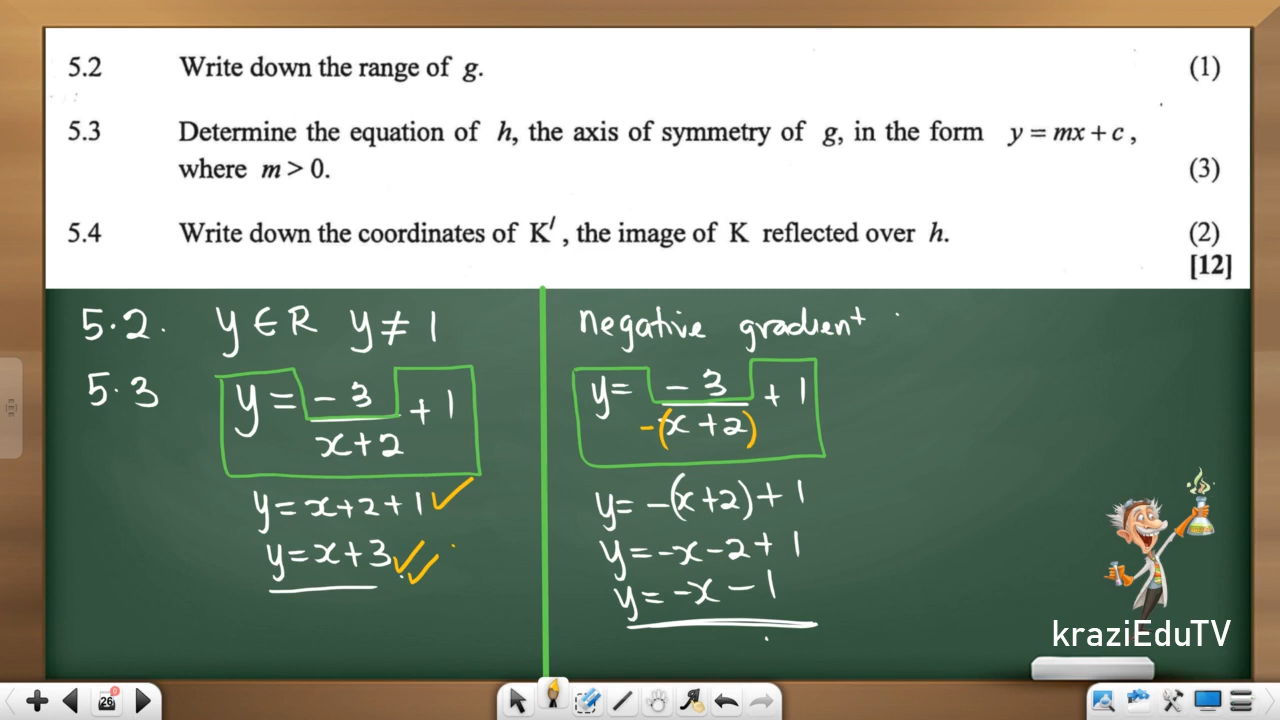 5.2 Write down the range of g. (1)
5.3 Determine the equation of h, the axis of symmetry of g, in the form y = mx + c,
where m > 0. (3)
5.4 Write down the coordinates of K′, the image of K reflected over h. (2)
[12]
5.2. y ∈ R y ≠ 1
5.3
y = -3/(x+2) + 1
y = x+2+1
y = x+3
negative gradient
y = -3/-(x+2) + 1
y = -(x+2)+1
y = -x-2+1
y = -x-1
kraziEduTV
26
0